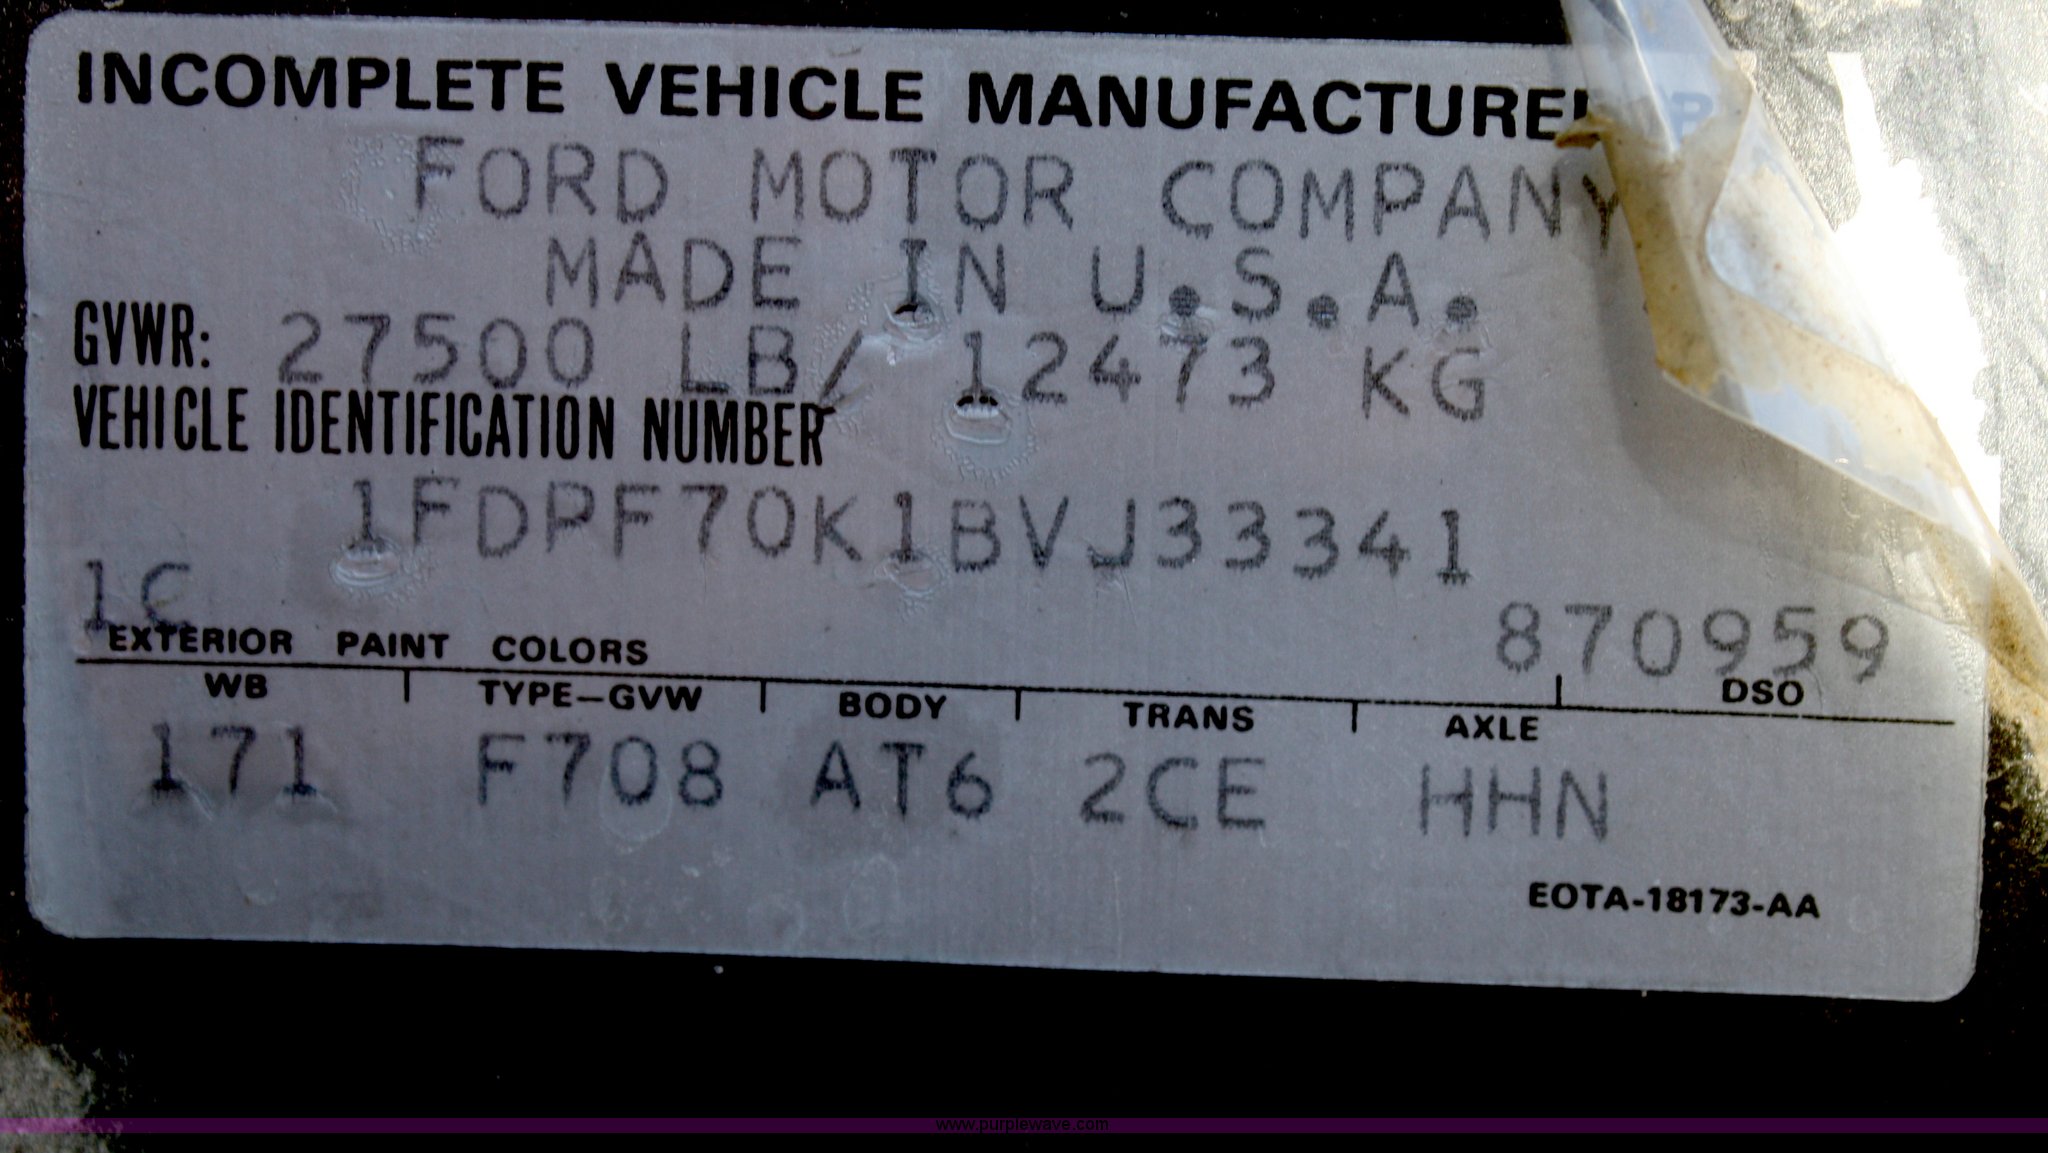 INCOMPLETE VEHICLE MANUFACTURED
FORD MOTOR COMPANY
MADE IN U.S.A.
GVWR: 27500 LB/ 12473 KG
VEHICLE IDENTIFICATION NUMBER
1FDPF70K1BVJ33341
1C
870959
EXTERIOR PAINT COLORS
DSO
WB TYPE-GVW BODY TRANS AXLE
171 F708 AT6 2CE HHN
EOTA-18173-AA
www.purplewave.com